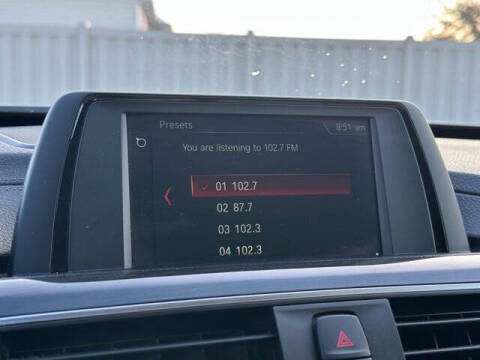 Presets 8:51 am
You are listening to 102.7 FM
01 102.7
02 87.7
03 102.3
04 102.3